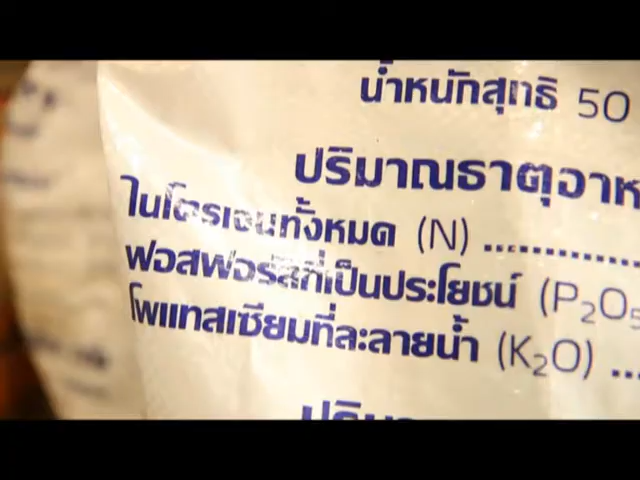 น้ำหนักสุทธิ 50
ปริมาณธาตุอาห
ไนโตรเจนทั้งหมด (N) ................
ฟอสฟอรัสที่เป็นประโยชน์ (P₂O₅
โพแทสเซียมที่ละลายน้ำ (K₂O) ...